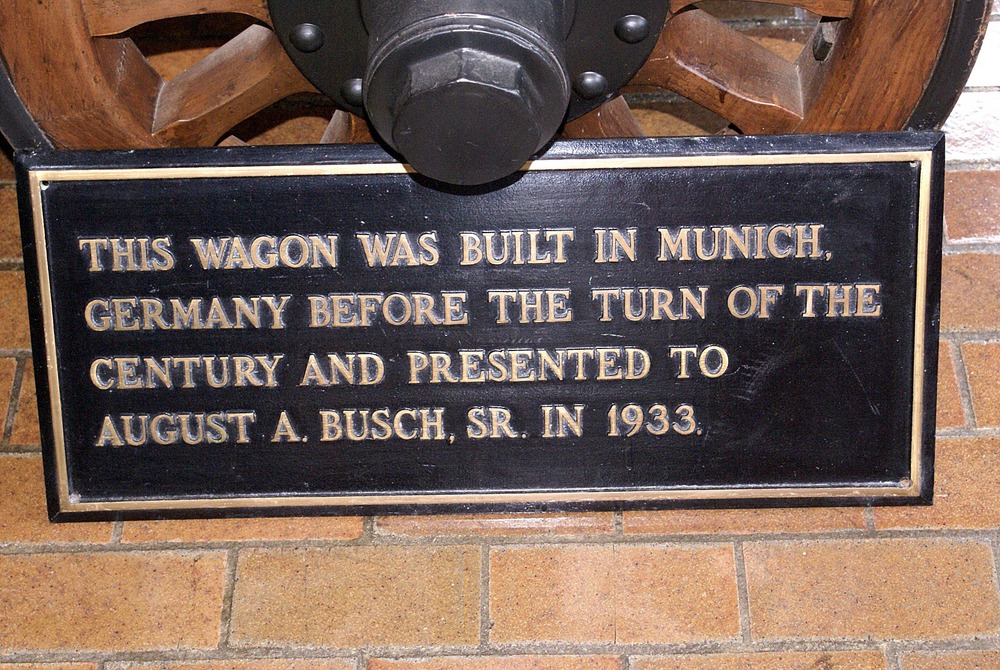 THIS WAGON WAS BUILT IN MUNICH,
GERMANY BEFORE THE TURN OF THE
CENTURY AND PRESENTED TO
AUGUST A. BUSCH, SR. IN 1933.